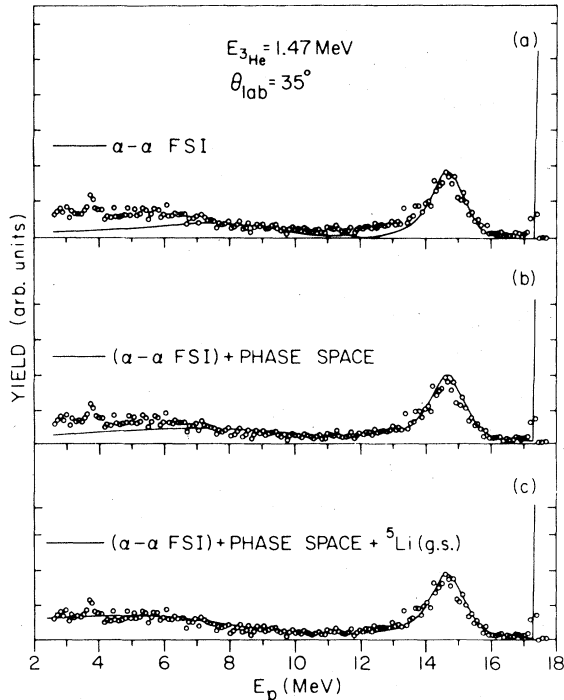 (a)
E₃He = 1.47 MeV
θlab = 35°
α-α FSI
(b)
(α-α FSI) + PHASE SPACE
(c)
(α-α FSI) + PHASE SPACE + ⁵Li (g.s.)
YIELD (arb. units)
2 4 6 8 10 12 14 16 18
Ep (MeV)